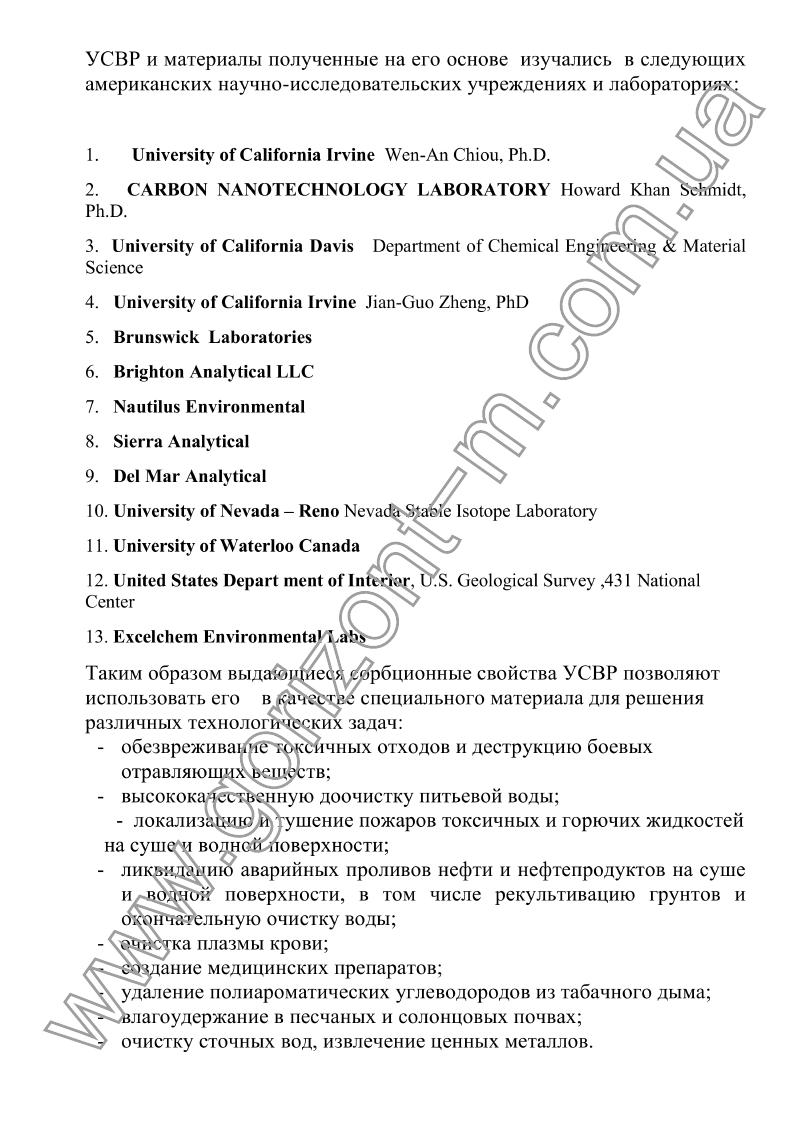 УСВР и материалы полученные на его основе изучались в следующих
американских научно-исследовательских учреждениях и лабораториях:
1. University of California Irvine Wen-An Chiou, Ph.D.
2. CARBON NANOTECHNOLOGY LABORATORY Howard Khan Schmidt,
Ph.D.
3. University of California Davis Department of Chemical Engineering & Material
Science
4. University of California Irvine Jian-Guo Zheng, PhD
5. Brunswick Laboratories
6. Brighton Analytical LLC
7. Nautilus Environmental
8. Sierra Analytical
9. Del Mar Analytical
10. University of Nevada – Reno Nevada Stable Isotope Laboratory
11. University of Waterloo Canada
12. United States Depart ment of Interior, U.S. Geological Survey ,431 National
Center
13. Excelchem Environmental Labs
Таким образом выдающиеся сорбционные свойства УСВР позволяют
использовать его в качестве специального материала для решения
различных технологических задач:
- обезвреживание токсичных отходов и деструкцию боевых
отравляющих веществ;
- высококачественную доочистку питьевой воды;
- локализацию и тушение пожаров токсичных и горючих жидкостей
на суше и водной поверхности;
- ликвидацию аварийных проливов нефти и нефтепродуктов на суше
и водной поверхности, в том числе рекультивацию грунтов и
окончательную очистку воды;
- очистка плазмы крови;
- создание медицинских препаратов;
- удаление полиароматических углеводородов из табачного дыма;
- влагоудержание в песчаных и солонцовых почвах;
- очистку сточных вод, извлечение ценных металлов.
www.gorizont-m.com.ua